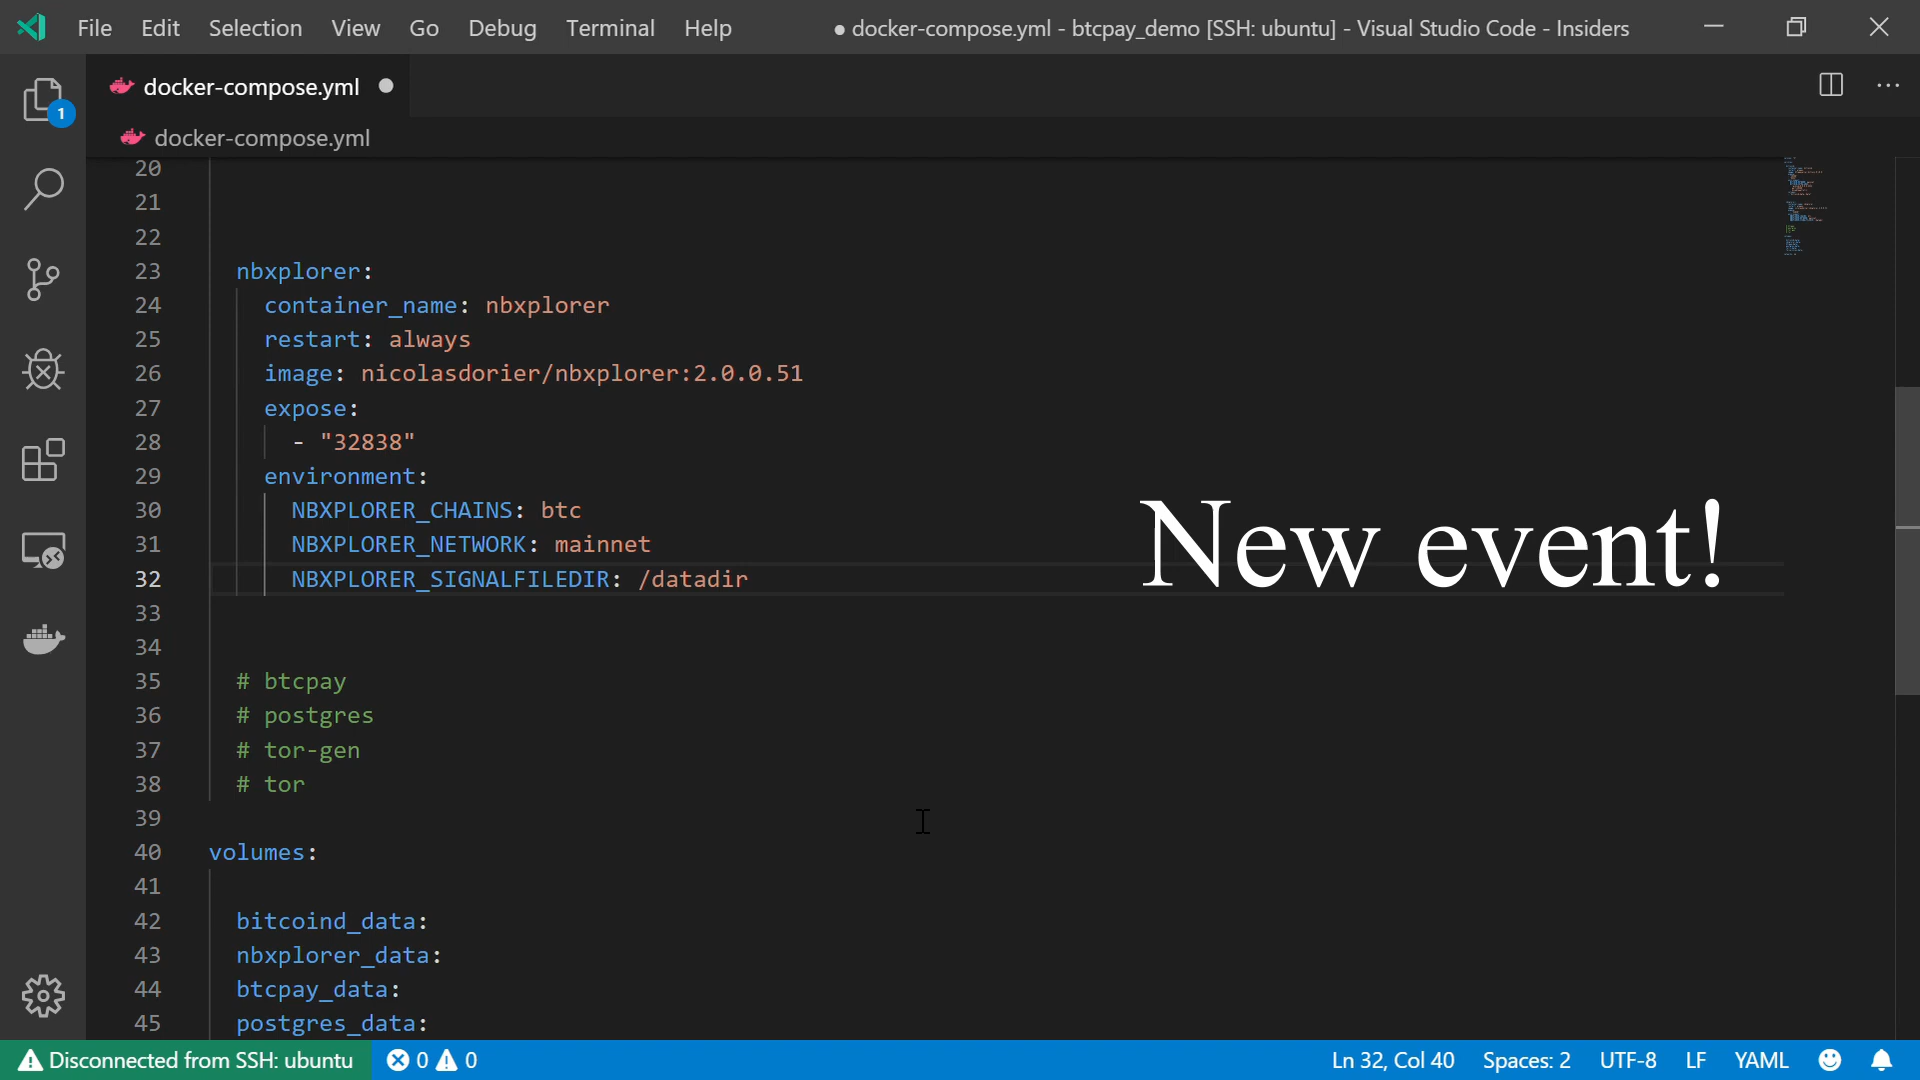 File Edit Selection View Go Debug Terminal Help ● docker-compose.yml - btcpay_demo [SSH: ubuntu] - Visual Studio Code - Insiders
docker-compose.yml
1
docker-compose.yml
20
21
22
23 nbxplorer:
24 container_name: nbxplorer
25 restart: always
26 image: nicolasdorier/nbxplorer:2.0.0.51
27 expose:
28 - "32838"
29 environment:
30 NBXPLORER_CHAINS: btc
31 NBXPLORER_NETWORK: mainnet
32 NBXPLORER_SIGNALFILEDIR: /datadir
New event!
33
34
35 # btcpay
36 # postgres
37 # tor-gen
38 # tor
39
40 volumes:
41
42 bitcoind_data:
43 nbxplorer_data:
44 btcpay_data:
45 postgres_data:
Disconnected from SSH: ubuntu 0 0 Ln 32, Col 40 Spaces: 2 UTF-8 LF YAML